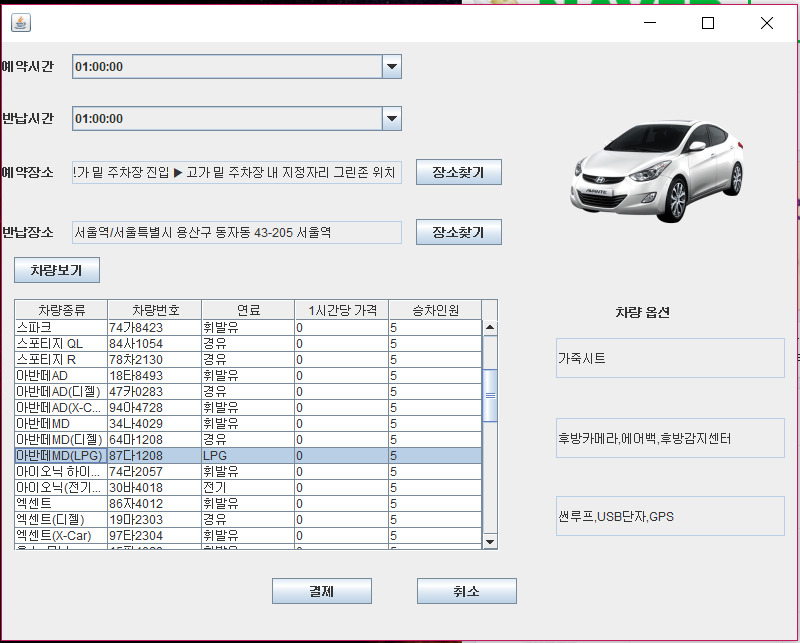 예약시간 01:00:00
반납시간 01:00:00
예약장소 고가 밑 주차장 진입 ▶ 고가 밑 주차장 내 지정자리 그린존 위치 장소찾기
반납장소 서울역/서울특별시 용산구 동자동 43-205 서울역 장소찾기
차량보기
차량종류 차량번호 연료 1시간당 가격 승차인원
스파크 74가8423 휘발유 0 5
스포티지 QL 84사1054 경유 0 5
스포티지 R 78차2130 경유 0 5
아반떼AD 18타8493 휘발유 0 5
아반떼AD(디젤) 47카0283 경유 0 5
아반떼AD(X-C... 94아4728 휘발유 0 5
아반떼MD 34나4029 휘발유 0 5
아반떼MD(디젤) 64마1208 경유 0 5
아반떼MD(LPG) 87다1208 LPG 0 5
아이오닉 하이... 74라2057 휘발유 0 5
아이오닉(전기... 30바4018 전기 0 5
엑센트 86자4012 휘발유 0 5
엑센트(디젤) 19마2303 경유 0 5
엑센트(X-Car) 97타2304 휘발유 0 5
AVANTE
차량 옵션
가죽시트
후방카메라,에어백,후방감지센터
썬루프,USB단자,GPS
결제 취소